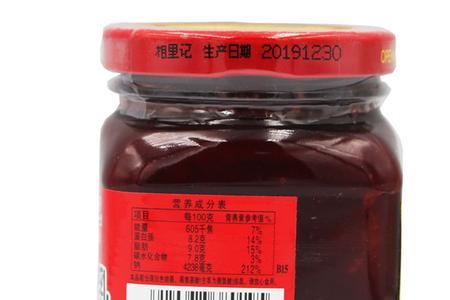 相里记 生产日期 20191230
OPEN
营养成分表
项目 每100克 营养素参考值%
能量 605千焦 7%
蛋白质 8.2克 14%
脂肪 9.0克 15%
碳水化合物 7.8克 3%
钠 4238毫克 212%
B15